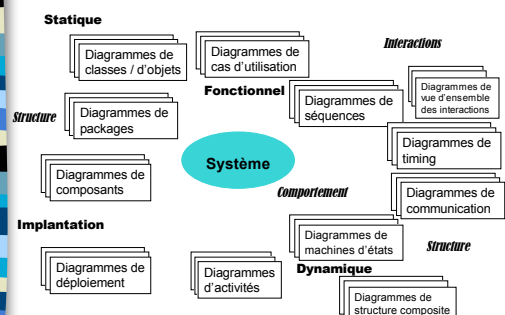 Statique
Diagrammes de
classes / d'objets
Diagrammes de
cas d'utilisation
Interactions
Fonctionnel
Diagrammes de
séquences
Diagrammes de
vue d'ensemble
des interactions
Structure
Diagrammes de
packages
Diagrammes de
timing
Système
Diagrammes de
composants
Comportement
Diagrammes de
communication
Implantation
Diagrammes de
machines d'états
Structure
Diagrammes de
déploiement
Diagrammes
d'activités
Dynamique
Diagrammes de
structure composite